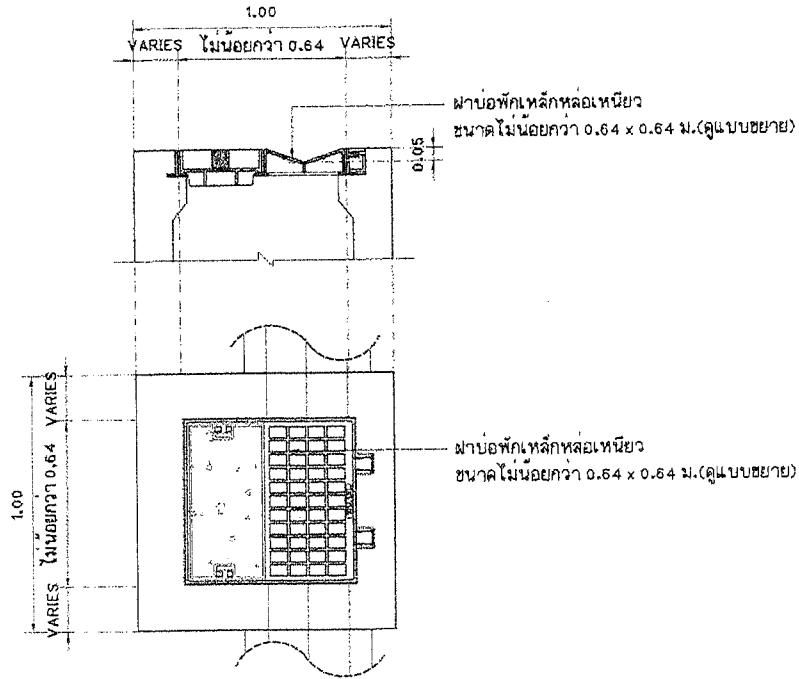 1.00
VARIES ไม่น้อยกว่า 0.64 VARIES
ฝาบ่อพักเหล็กหล่อเหนียว
ขนาดไม่น้อยกว่า 0.64 x 0.64 ม.(ดูแบบขยาย)
0.05
VARIES
ไม่น้อยกว่า 0.64
VARIES
1.00
ฝาบ่อพักเหล็กหล่อเหนียว
ขนาดไม่น้อยกว่า 0.64 x 0.64 ม.(ดูแบบขยาย)